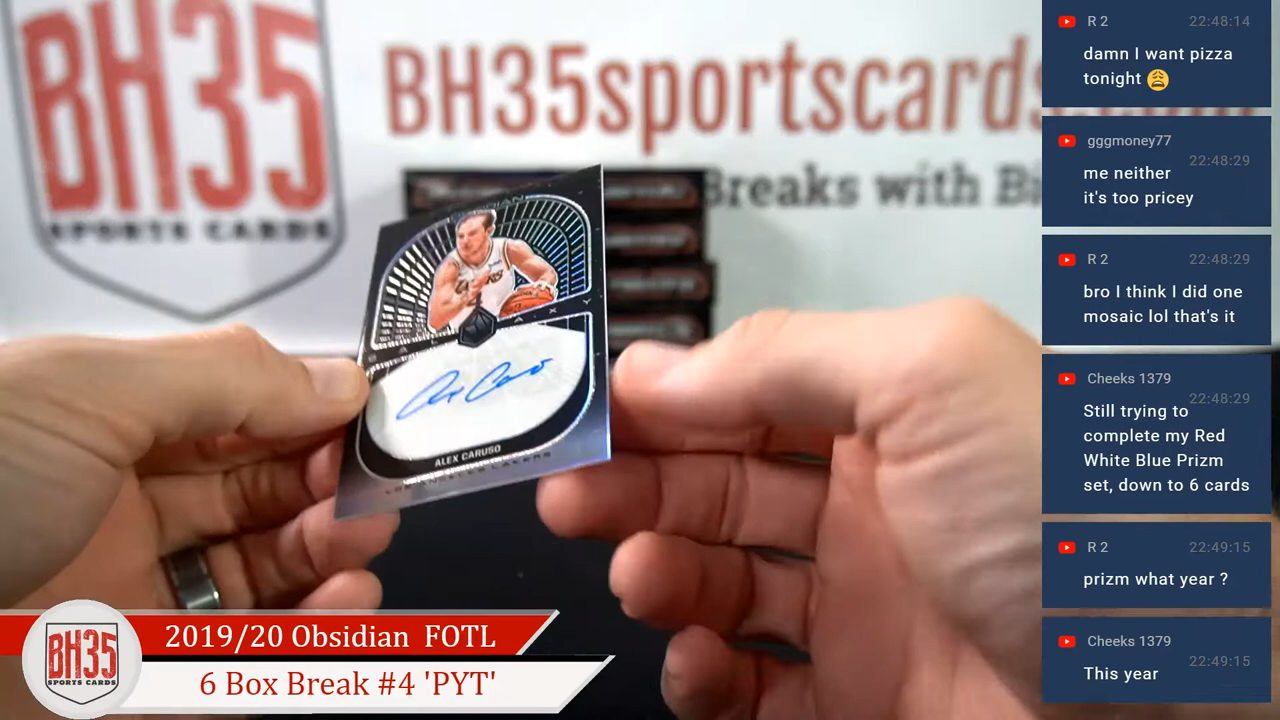 BH35
SPORTS CARDS
BH35sportscards
Breaks with
ALEX CARUSO
LOS ANGELES LAKERS
2019/20 Obsidian FOTL
6 Box Break #4 'PYT'
BH35
SPORTS CARDS
R 2 22:48:14
damn I want pizza
tonight 😩
gggmoney77 22:48:29
me neither
it's too pricey
R 2 22:48:29
bro I think I did one
mosaic lol that's it
Cheeks 1379 22:48:29
Still trying to
complete my Red
White Blue Prizm
set, down to 6 cards
R 2 22:49:15
prizm what year ?
Cheeks 1379 22:49:15
This year